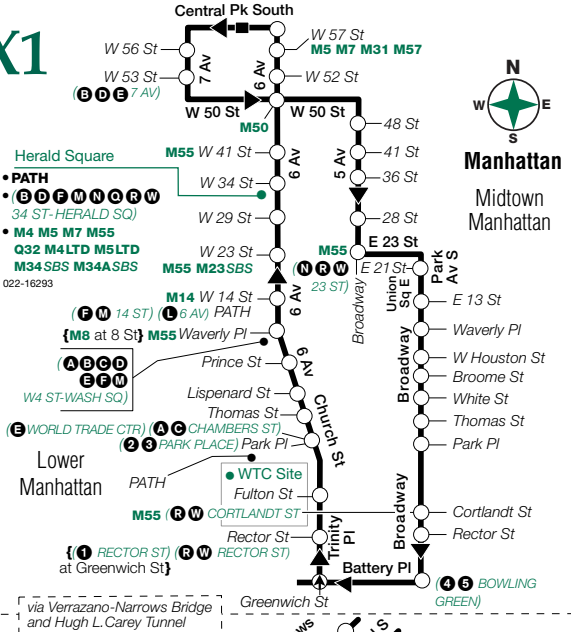 X1
Central Pk South
W 57 St
M5 M7 M31 M57
W 56 St
W 53 St
(B D E 7 AV)
7 Av
6 Av
W 52 St
W 50 St
W 50 St
M50
48 St
Herald Square
• PATH
• (B D F M N Q R W
34 ST-HERALD SQ)
• M4 M5 M7 M55
Q32 M4LTD M5LTD
M34SBS M34ASBS
022-16293
M55 W 41 St
6 Av
5 Av
41 St
W 34 St
36 St
W 29 St
28 St
W 23 St
M55 M23SBS
M55
E 23 St
(N R W
23 ST)
Broadway
E 21 St
Park
Av S
Union
Sq E
N
W
E
S
Manhattan
Midtown
Manhattan
M14 W 14 St
6 Av
(F M 14 ST) (L 6 AV) PATH
{M8 at 8 St} M55 Waverly Pl
E 13 St
Waverly Pl
(A B C D
E F M
W4 ST-WASH SQ)
Prince St
6 Av
Broadway
W Houston St
Broome St
Lispenard St
White St
Thomas St
Church St
Thomas St
(E WORLD TRADE CTR) (A C CHAMBERS ST)
(2 3 PARK PLACE) Park Pl
Park Pl
Lower
Manhattan
PATH
• WTC Site
Fulton St
M55 (R W CORTLANDT ST
Cortlandt St
Broadway
Rector St
Rector St
Trinity
Pl
{(1 RECTOR ST) (R W RECTOR ST)
at Greenwich St}
Battery Pl
Greenwich St
(4 5 BOWLING
GREEN)
via Verrazano-Narrows Bridge
and Hugh L.Carey Tunnel